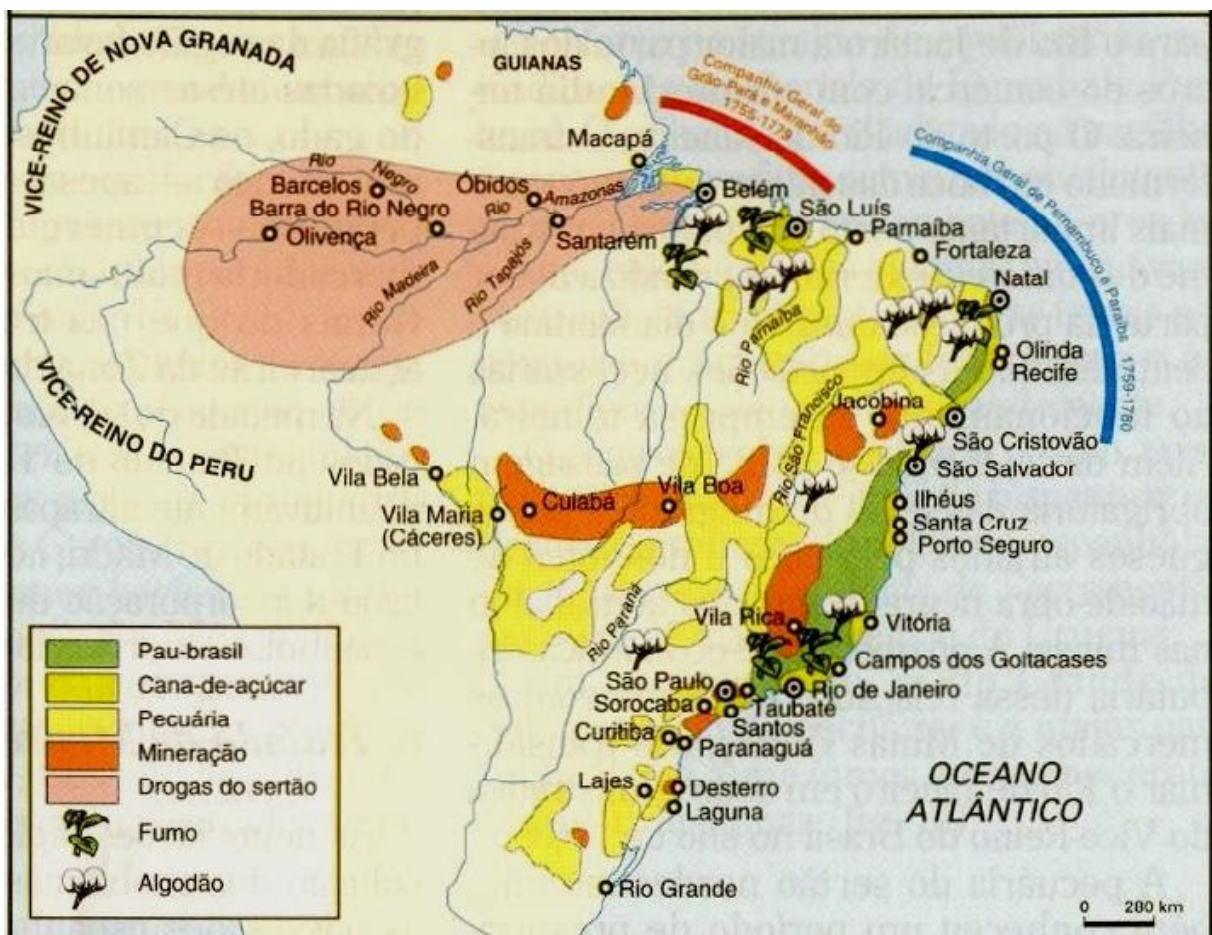 VICE-REINO DE NOVA GRANADA
GUIANAS
Companhia Geral do
Grão-Pará e Maranhão
Companhia Geral de Pernambuco e Paraíba 1759-1780
Macapá
Rio Negro
Barcelos
Óbidos
Rio Amazonas
Belém
Barra do Rio Negro
São Luís
Parnaíba
Olivença
Santarém
Fortaleza
Rio Madeira
Rio Tapajós
Natal
Rio Parnaíba
Olinda
Recife
VICE-REINO DO PERU
Rio São Francisco
Jacobina
São Cristovão
São Salvador
Vila Bela
Cuiabá
Vila Boa
Ilhéus
Vila Maria
(Cáceres)
Santa Cruz
Porto Seguro
Rio Paraná
Vila Rica
Vitória
Campos dos Goitacases
São Paulo
Rio de Janeiro
Sorocaba
Taubaté
Santos
Curitiba
Paranaguá
Lajes
Desterro
Laguna
Rio Grande
OCEANO
ATLÂNTICO
Pau-brasil
Cana-de-açúcar
Pecuária
Mineração
Drogas do sertão
Fumo
Algodão
0 280 km